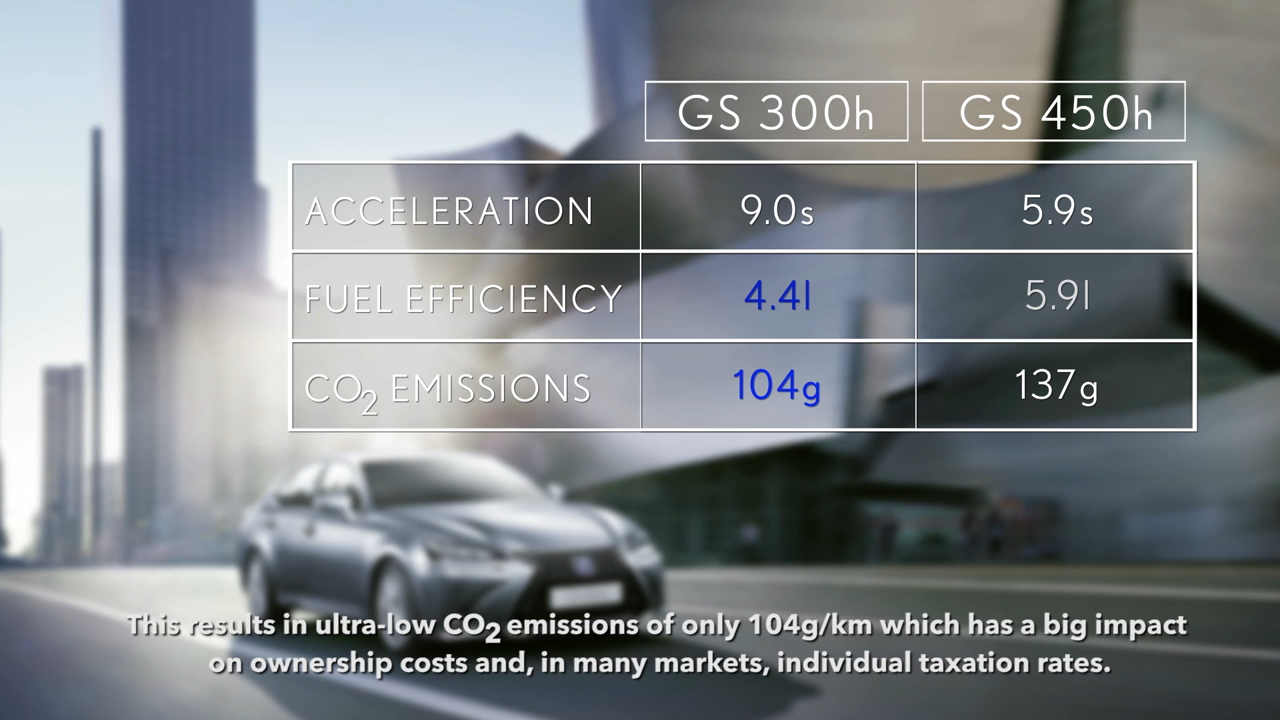 GS 300h GS 450h
ACCELERATION 9.0s 5.9s
FUEL EFFICIENCY 4.4l 5.9l
CO2 EMISSIONS 104g 137g
This results in ultra-low CO2 emissions of only 104g/km which has a big impact
on ownership costs and, in many markets, individual taxation rates.